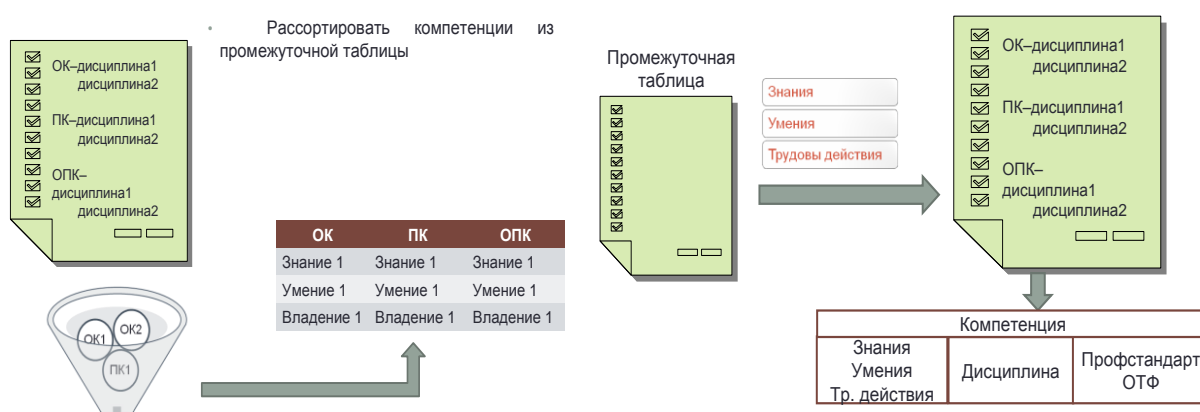 • Рассортировать компетенции из
промежуточной таблицы
ОК–дисциплина1
дисциплина2
ПК–дисциплина1
дисциплина2
ОПК–
дисциплина1
дисциплина2
ОК ПК ОПК
Знание 1 Знание 1 Знание 1
Умение 1 Умение 1 Умение 1
Владение 1 Владение 1 Владение 1
ОК1
ОК2
ПК1
Промежуточная
таблица
Знания
Умения
Трудовы действия
ОК–дисциплина1
дисциплина2
ПК–дисциплина1
дисциплина2
ОПК–
дисциплина1
дисциплина2
Компетенция
Знания
Умения
Тр. действия
Дисциплина
Профстандарт
ОТФ